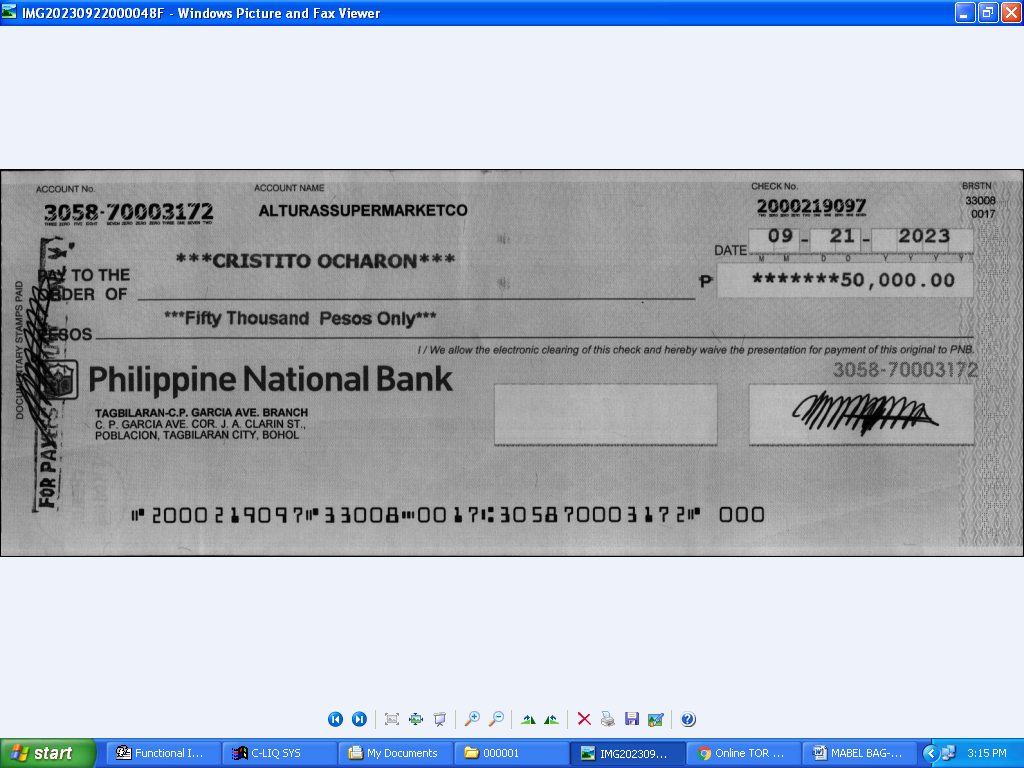 IMG20230922000048F - Windows Picture and Fax Viewer
ACCOUNT No.
ACCOUNT NAME
CHECK No.
BRSTN
3058-70003172
ALTURASSUPERMARKETCO
2000219097
33008
0017
DATE 09 - 21 - 2023
M M D D Y Y Y Y
***CRISTITO OCHARON***
PAY TO THE
ORDER OF
₱ *******50,000.00
***Fifty Thousand Pesos Only***
PESOS
I / We allow the electronic clearing of this check and hereby waive the presentation for payment of this original to PNB.
3058-70003172
DOCUMENTARY STAMPS PAID
FOR PAY
Philippine National Bank
TAGBILARAN-C.P. GARCIA AVE. BRANCH
C. P. GARCIA AVE. COR. J. A. CLARIN ST.,
POBLACION, TAGBILARAN CITY, BOHOL
⑈2000219097⑈33008⑉0017⑆305870003172⑈ 000
start
Functional I...
C-LIQ SYS
My Documents
000001
IMG202309...
Online TOR ...
MABEL BAG-...
3:15 PM